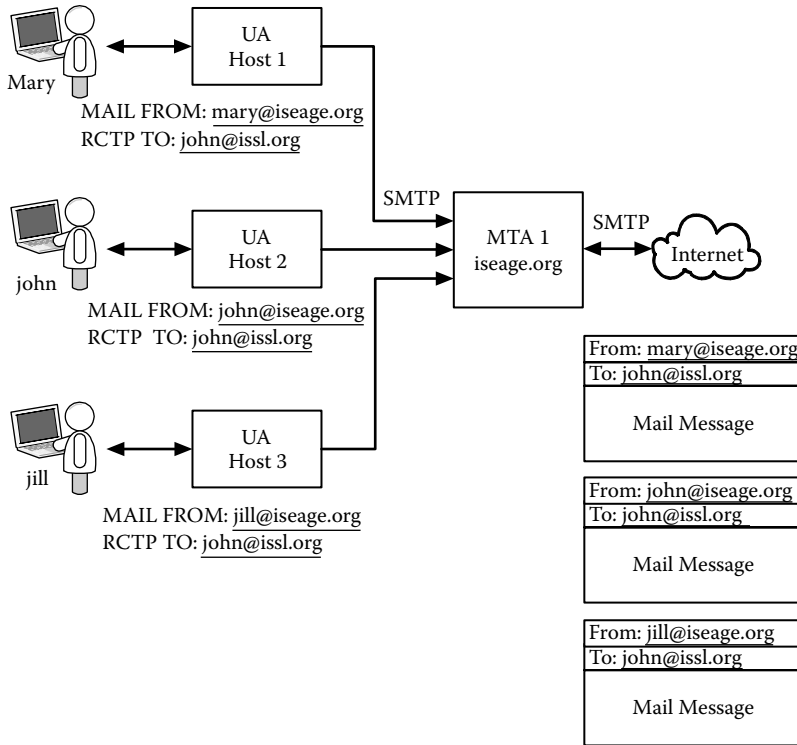 UA
Host 1
Mary
MAIL FROM: mary@iseage.org
RCTP TO: john@issl.org
SMTP
UA
Host 2
john
MAIL FROM: john@iseage.org
RCTP TO: john@issl.org
MTA 1
iseage.org
SMTP
Internet
UA
Host 3
jill
MAIL FROM: jill@iseage.org
RCTP TO: john@issl.org
From: mary@iseage.org
To: john@issl.org
Mail Message
From: john@iseage.org
To: john@issl.org
Mail Message
From: jill@iseage.org
To: john@issl.org
Mail Message